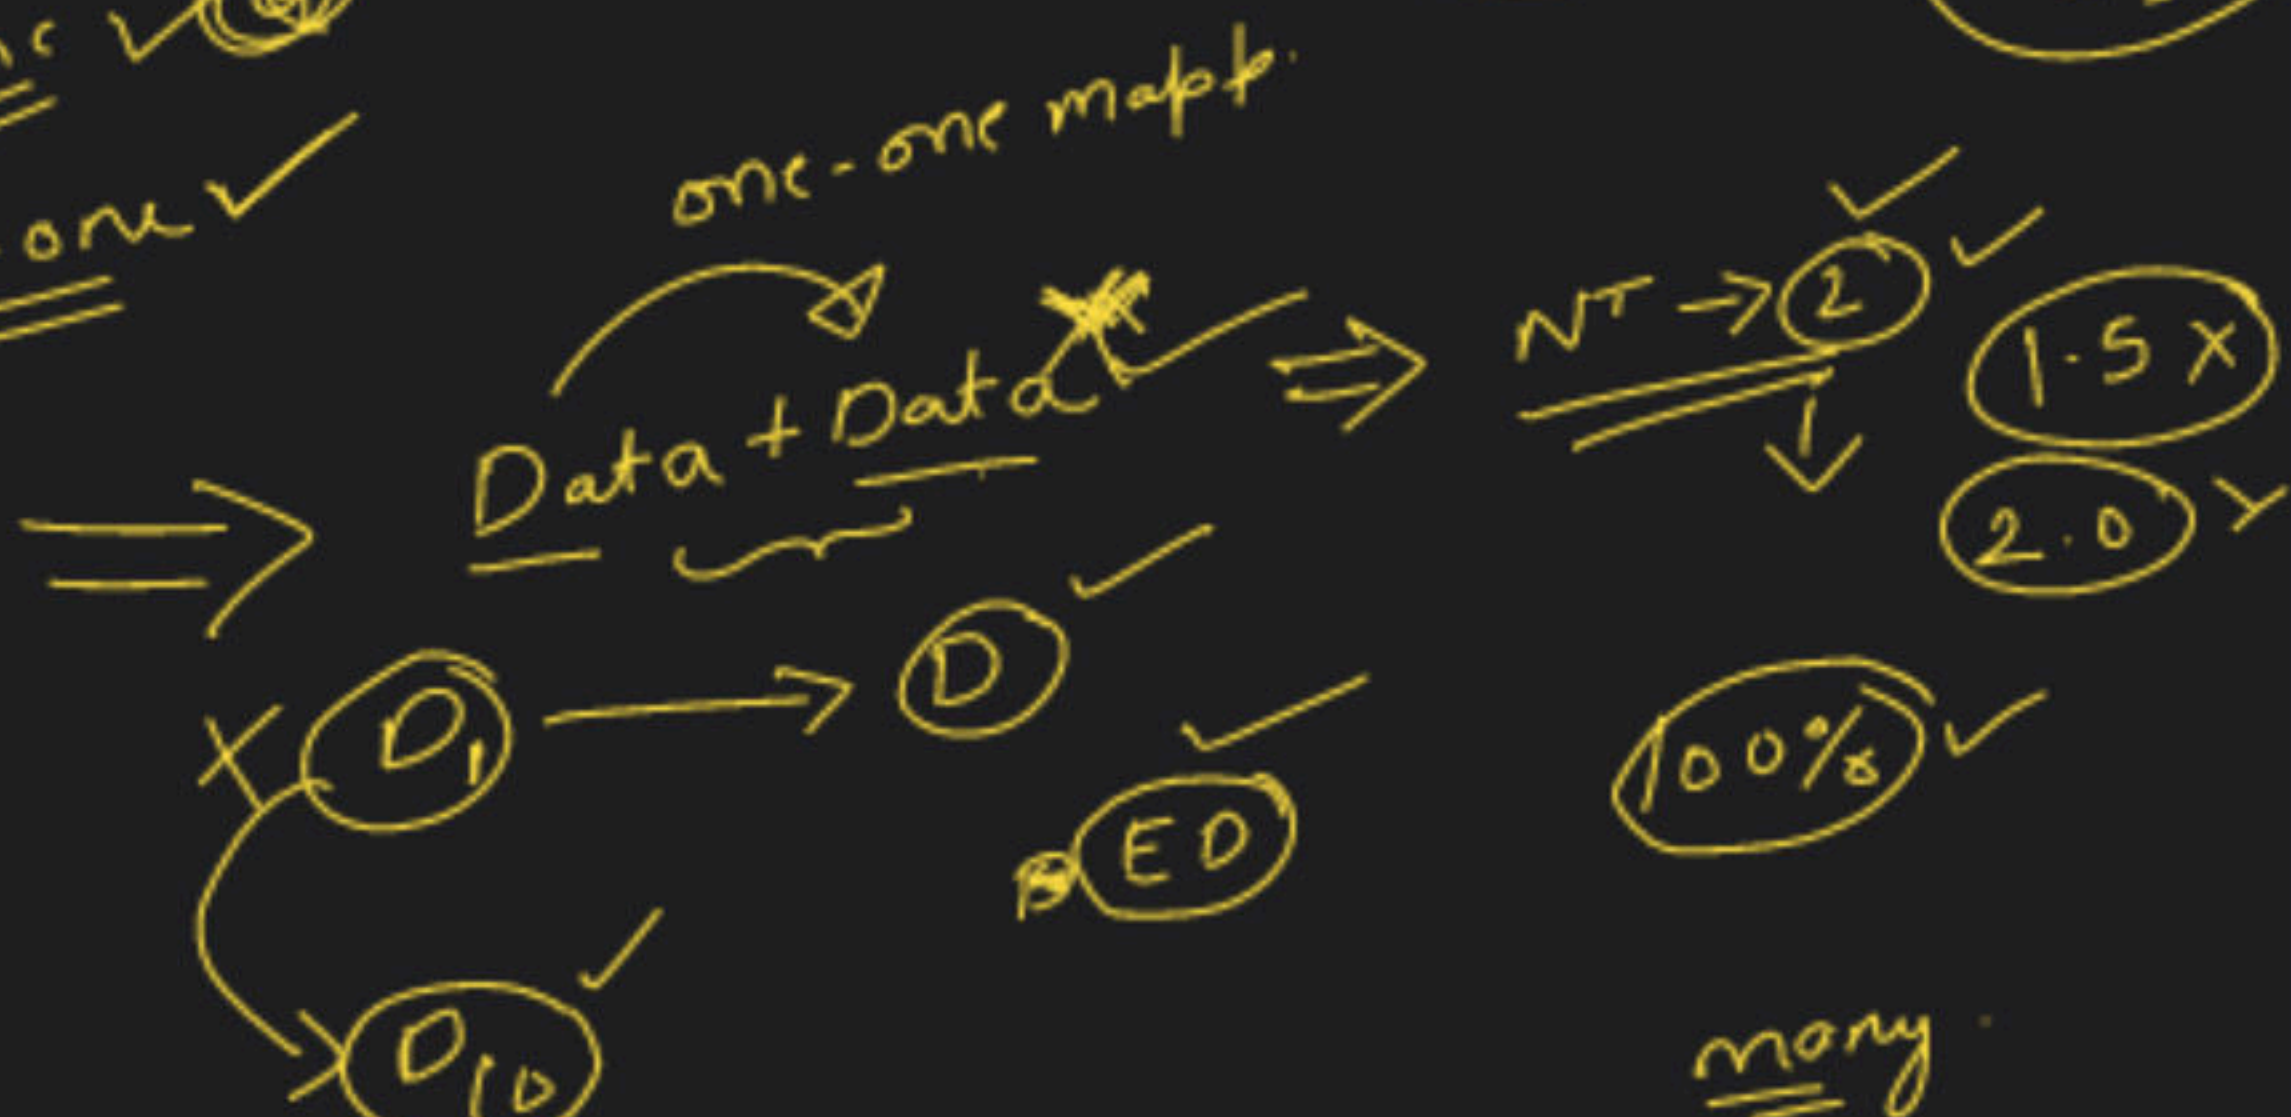 one
one-one mapp.
Data + Data
NT → 2
1.5 X
2.0
D1 → D
ED
100%
D10
many